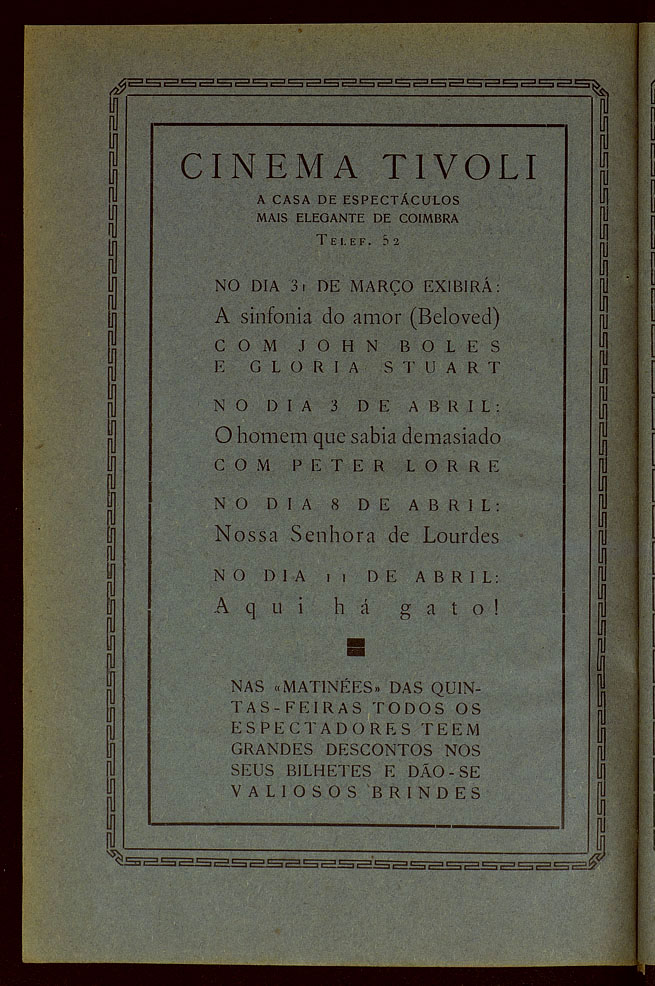 CINEMA TIVOLI
A CASA DE ESPECTÁCULOS
MAIS ELEGANTE DE COIMBRA
TELEF. 52
NO DIA 31 DE MARÇO EXIBIRÁ:
A sinfonia do amor (Beloved)
COM JOHN BOLES
E GLORIA STUART
NO DIA 3 DE ABRIL:
O homem que sabia demasiado
COM PETER LORRE
NO DIA 8 DE ABRIL:
Nossa Senhora de Lourdes
NO DIA 11 DE ABRIL:
Aqui há gato!
NAS «MATINÉES» DAS QUIN-
TAS-FEIRAS TODOS OS
ESPECTADORES TEEM
GRANDES DESCONTOS NOS
SEUS BILHETES E DÃO-SE
VALIOSOS BRINDES